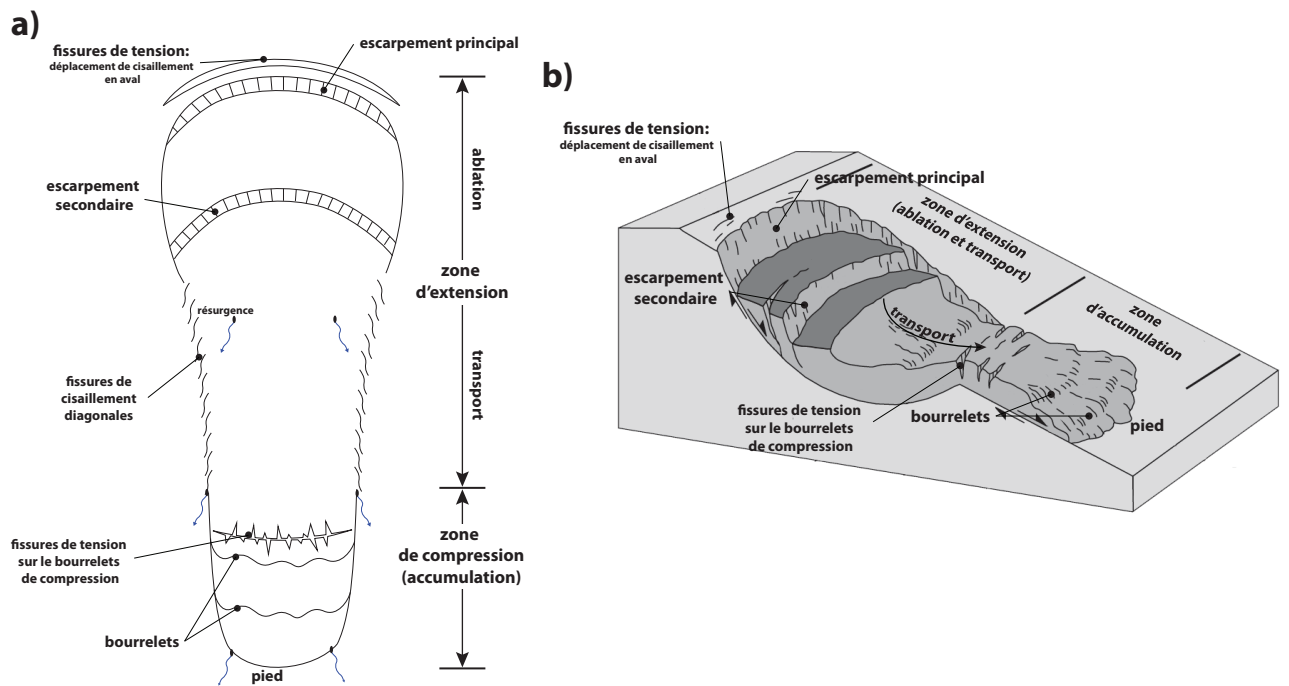 a)
fissures de tension:
déplacement de cisaillement
en aval
escarpement principal
ablation
escarpement
secondaire
zone
d'extension
résurgence
transport
fissures de
cisaillement
diagonales
fissures de tension
sur le bourrelets
de compression
zone
de compression
(accumulation)
bourrelets
pied
b)
fissures de tension:
déplacement de cisaillement
en aval
escarpement principal
zone d'extension
(ablation et transport)
escarpement
secondaire
transport
zone
d'accumulation
fissures de tension
sur le bourrelets
de compression
bourrelets
pied